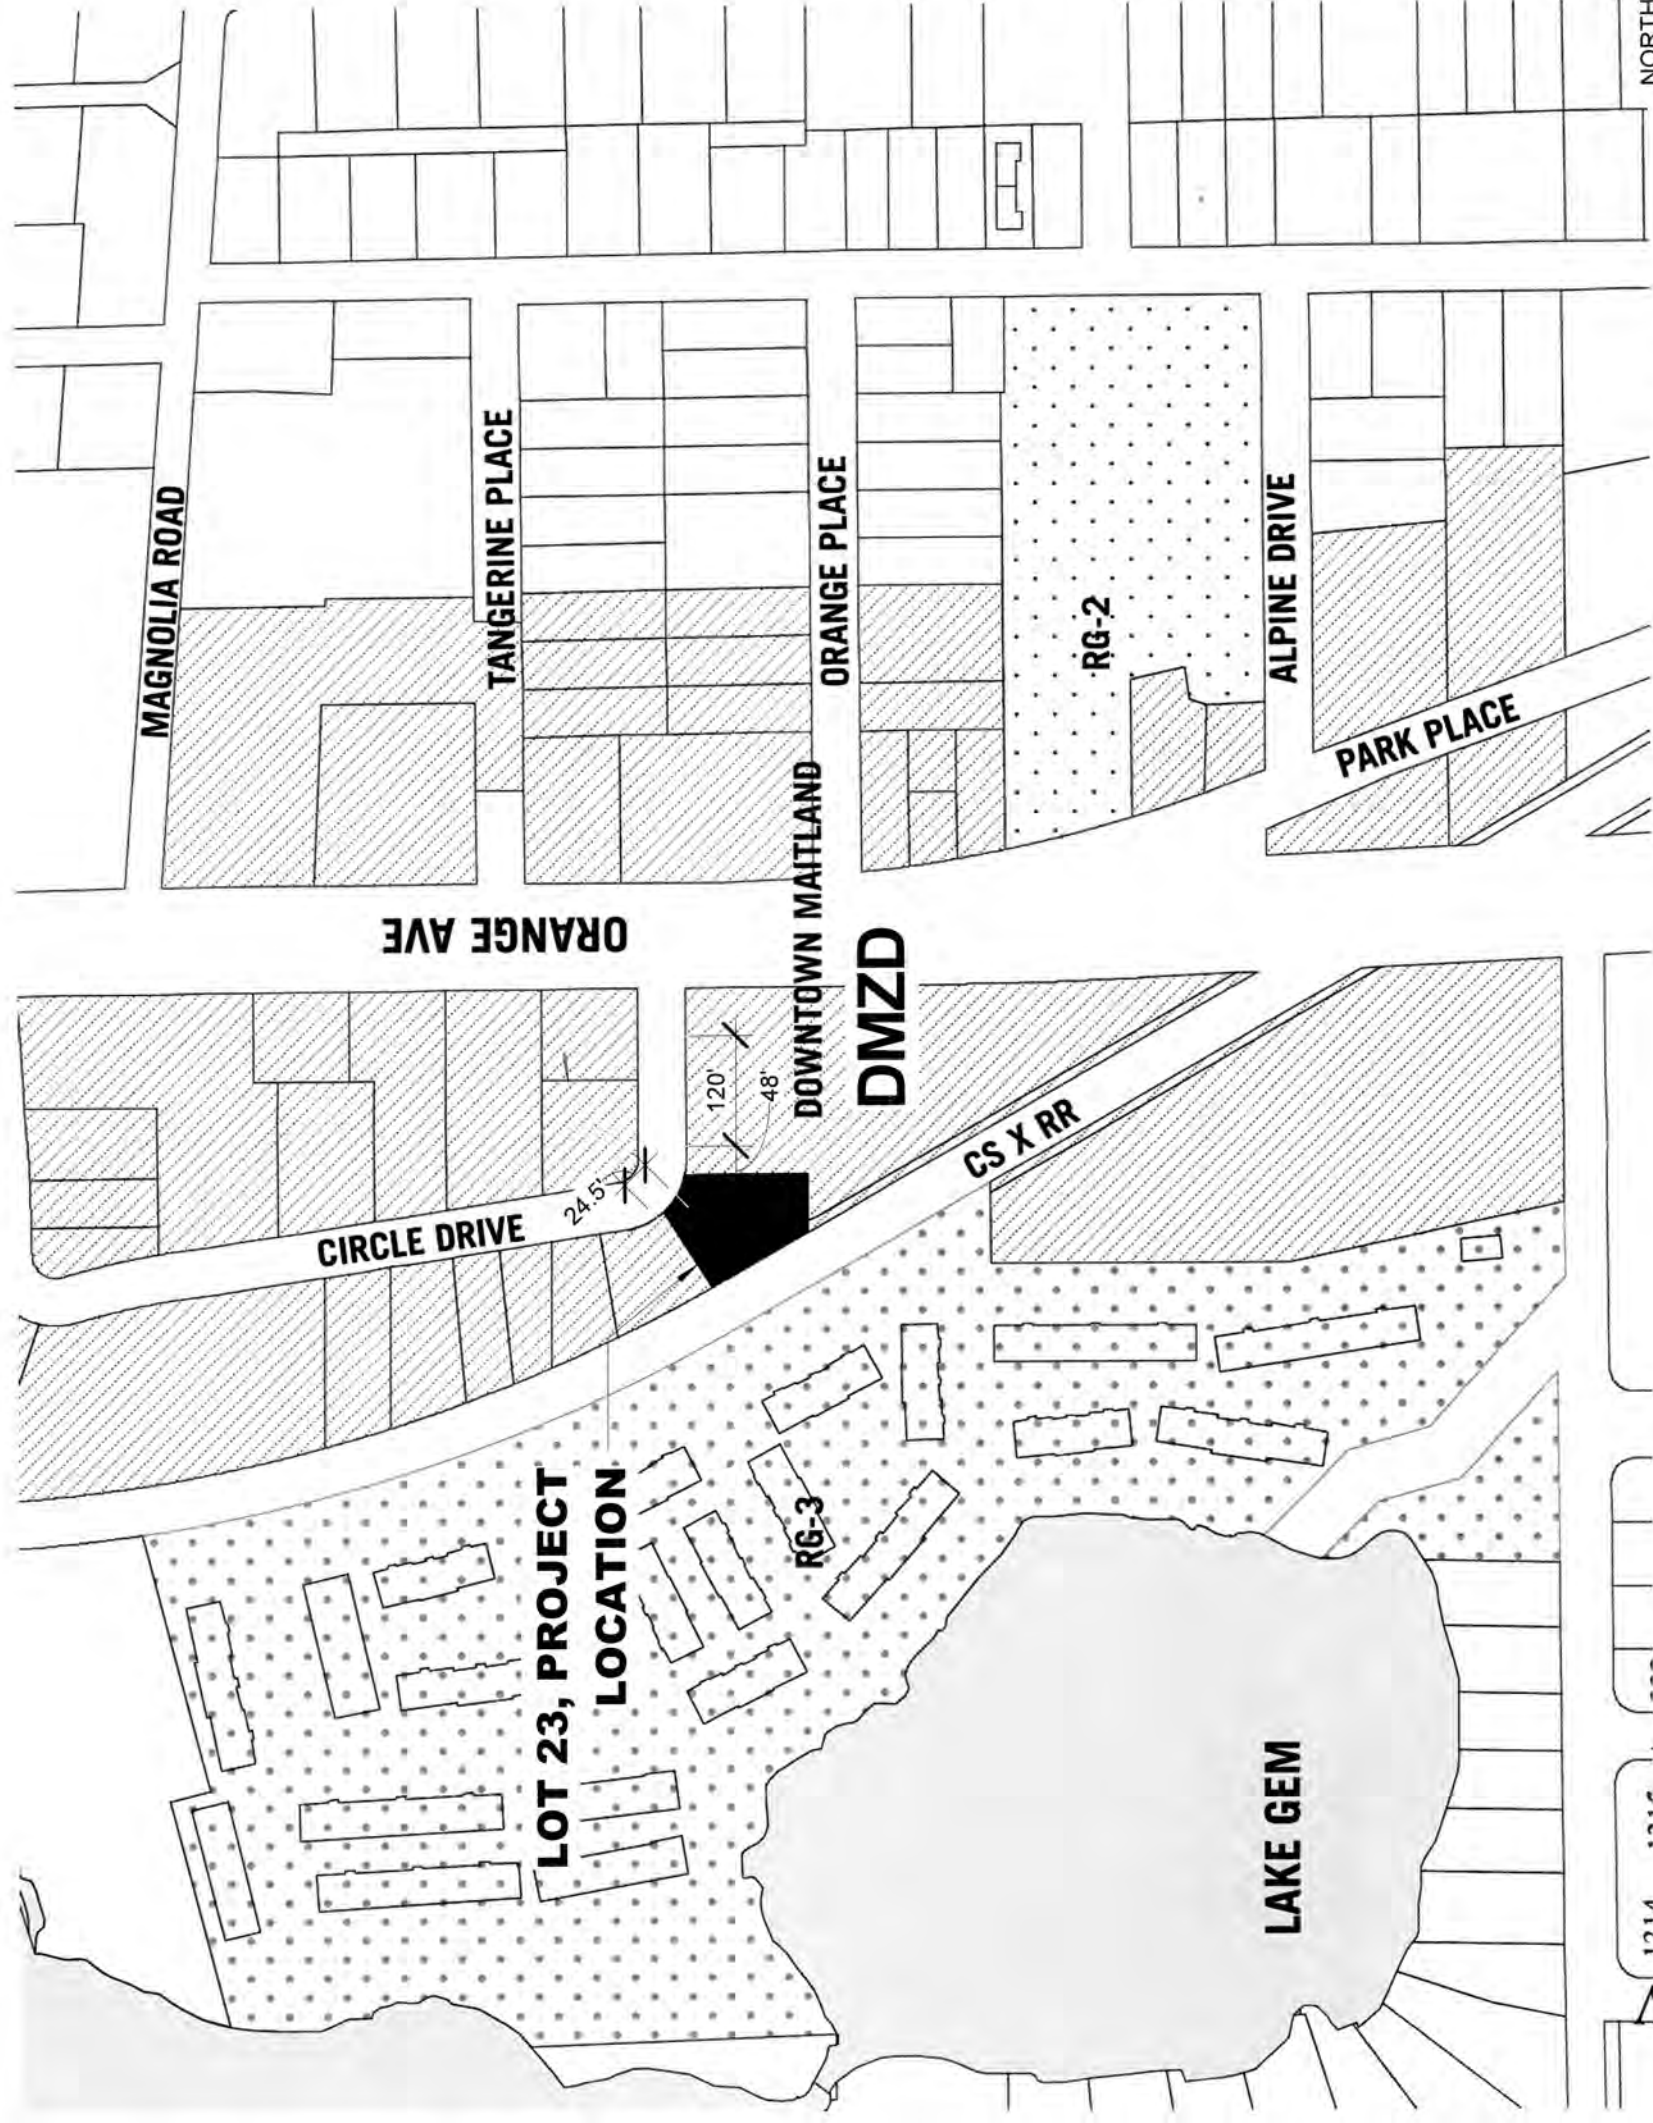 MAGNOLIA ROAD
TANGERINE PLACE
ORANGE PLACE
RG-2
ALPINE DRIVE
PARK PLACE
ORANGE AVE
DOWNTOWN MAITLAND
DMZD
120'
48'
24.5'
CIRCLE DRIVE
CS X RR
LOT 23, PROJECT
LOCATION
RG-3
LAKE GEM
NORTH
1214